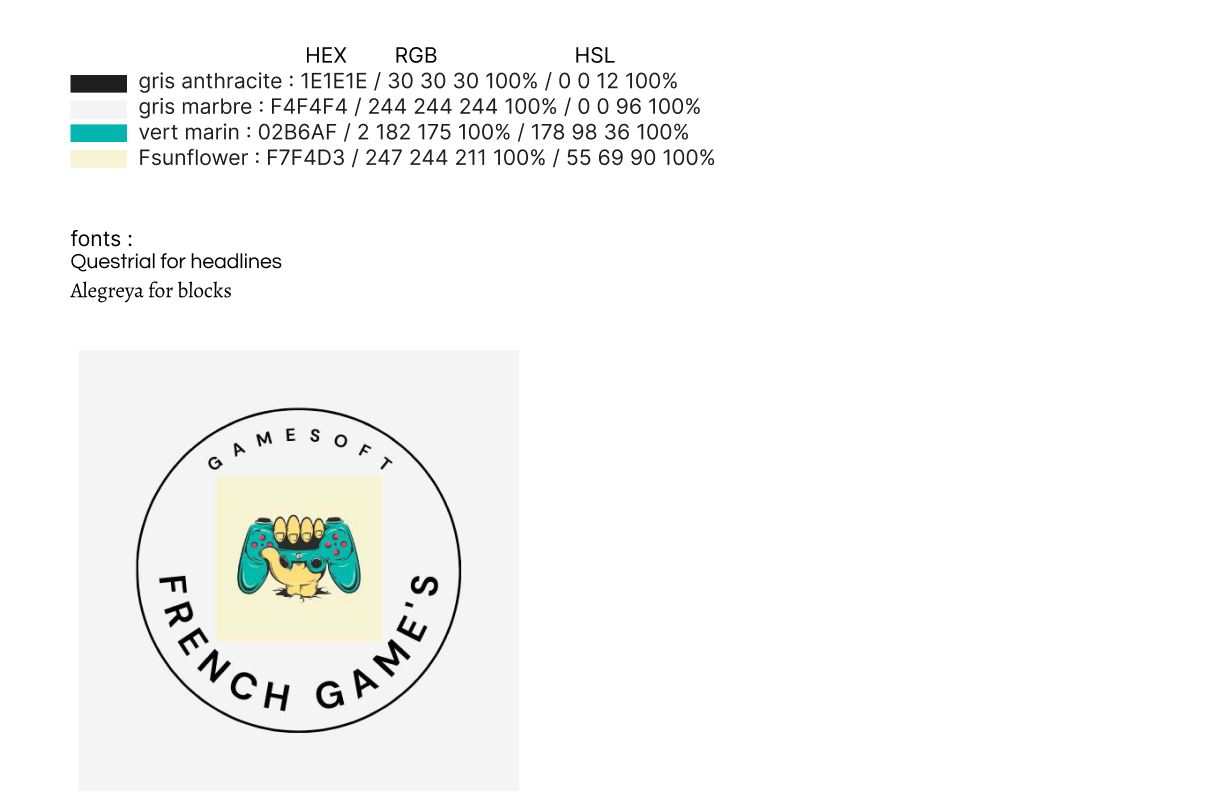 HEX RGB HSL
gris anthracite : 1E1E1E / 30 30 30 100% / 0 0 12 100%
gris marbre : F4F4F4 / 244 244 244 100% / 0 0 96 100%
vert marin : 02B6AF / 2 182 175 100% / 178 98 36 100%
Fsunflower : F7F4D3 / 247 244 211 100% / 55 69 90 100%
fonts :
Questrial for headlines
Alegreya for blocks
GAMESOFT
FRENCH GAME'S